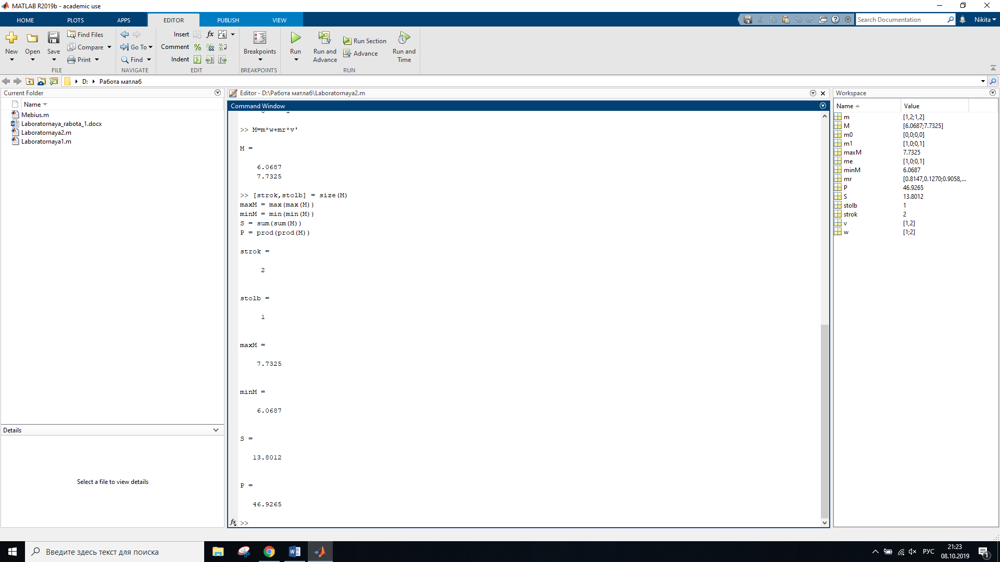 MATLAB R2019b - academic use
HOME PLOTS APPS EDITOR PUBLISH VIEW Search Documentation Nikita
New Open Save Find Files Compare Print
FILE
Go To Find
NAVIGATE
Insert fx
Comment
Indent
EDIT
Breakpoints
BREAKPOINTS
Run Run and Advance Run Section Advance Run and Time
RUN
D: Работа матлаб
Current Folder
Name
Mebius.m
Laboratornaya_rabota_1.docx
Laboratornaya2.m
Laboratornaya1.m
Details
Select a file to view details
Editor - D:\Работа матлаб\Laboratornaya2.m
Command Window
>> M=m*w+mr*v'
M =
6.0687
7.7325
>> [strok,stolb] = size(M)
maxM = max(max(M))
minM = min(min(M))
S = sum(sum(M))
P = prod(prod(M))
strok =
2
stolb =
1
maxM =
7.7325
minM =
6.0687
S =
13.8012
P =
46.9265
fx >>
Workspace
Name Value
m [1,2;1,2]
M [6.0687;7.7325]
m0 [0,0;0,0]
m1 [1,0;0,1]
maxM 7.7325
me [1,0;0,1]
minM 6.0687
mr [0.8147,0.1270;0.9058,...
P 46.9265
S 13.8012
stolb 1
strok 2
v [1,2]
w [1;2]
Введите здесь текст для поиска
РУС
21:23
08.10.2019
1